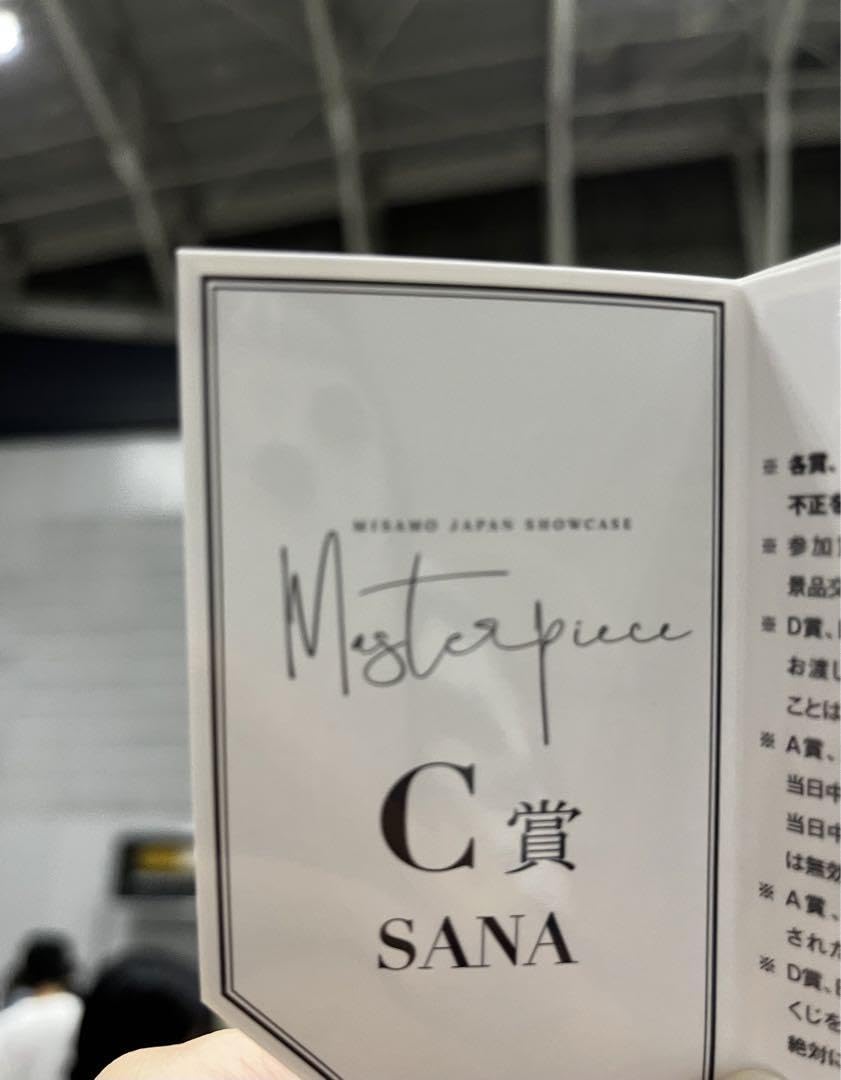 MISAMO JAPAN SHOWCASE
Masterpiece
C賞
SANA
※ 各賞、
不正を
※ 参加
景品交
※ D賞、
お渡し
ことは
※ A賞、
当日中
当日中
は無効
※ A賞、
された
※ D賞、
くじを
絶対に